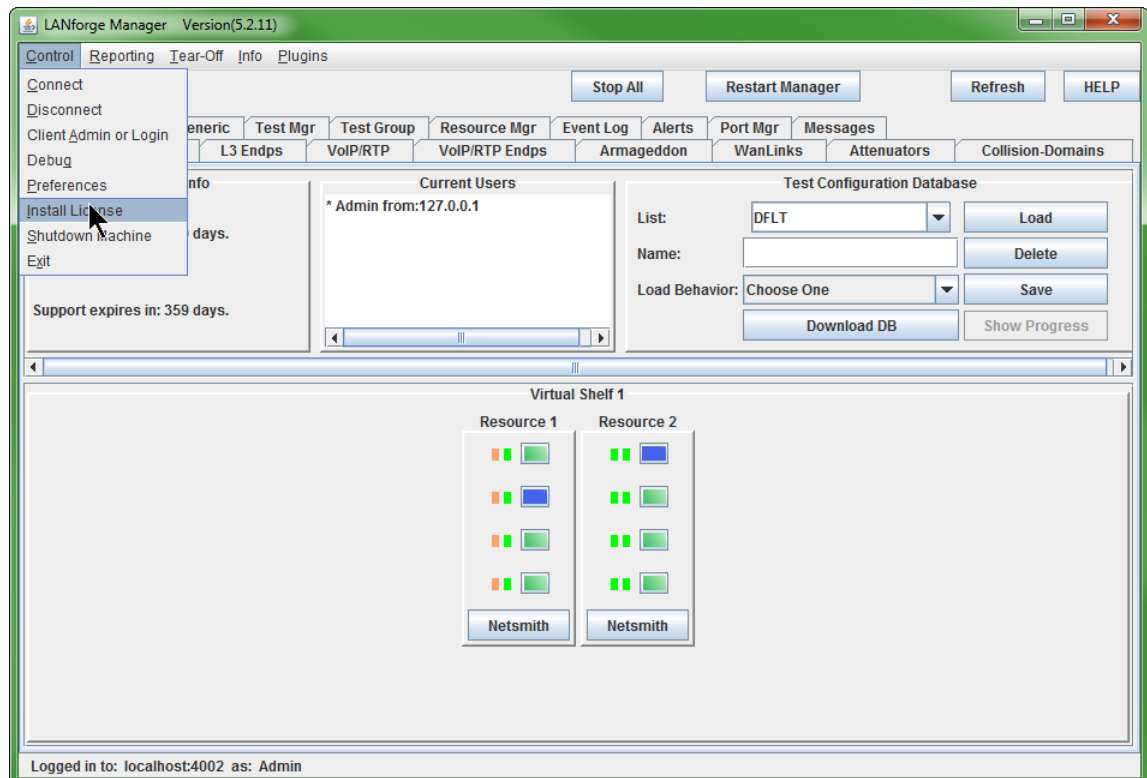 LANforge Manager Version(5.2.11)
Control Reporting Tear-Off Info Plugins
Connect
Disconnect
Client Admin or Login
Debug
Preferences
Install License
Shutdown Machine
Exit
Stop All Restart Manager Refresh HELP
Test Mgr Test Group Resource Mgr Event Log Alerts Port Mgr Messages
L3 Endps VoIP/RTP VoIP/RTP Endps Armageddon WanLinks Attenuators Collision-Domains
days.
Support expires in: 359 days.
Current Users
* Admin from:127.0.0.1
Test Configuration Database
List: DFLT Load
Name: Delete
Load Behavior: Choose One Save
Download DB Show Progress
Virtual Shelf 1
Resource 1 Resource 2
Netsmith Netsmith
Logged in to: localhost:4002 as: Admin